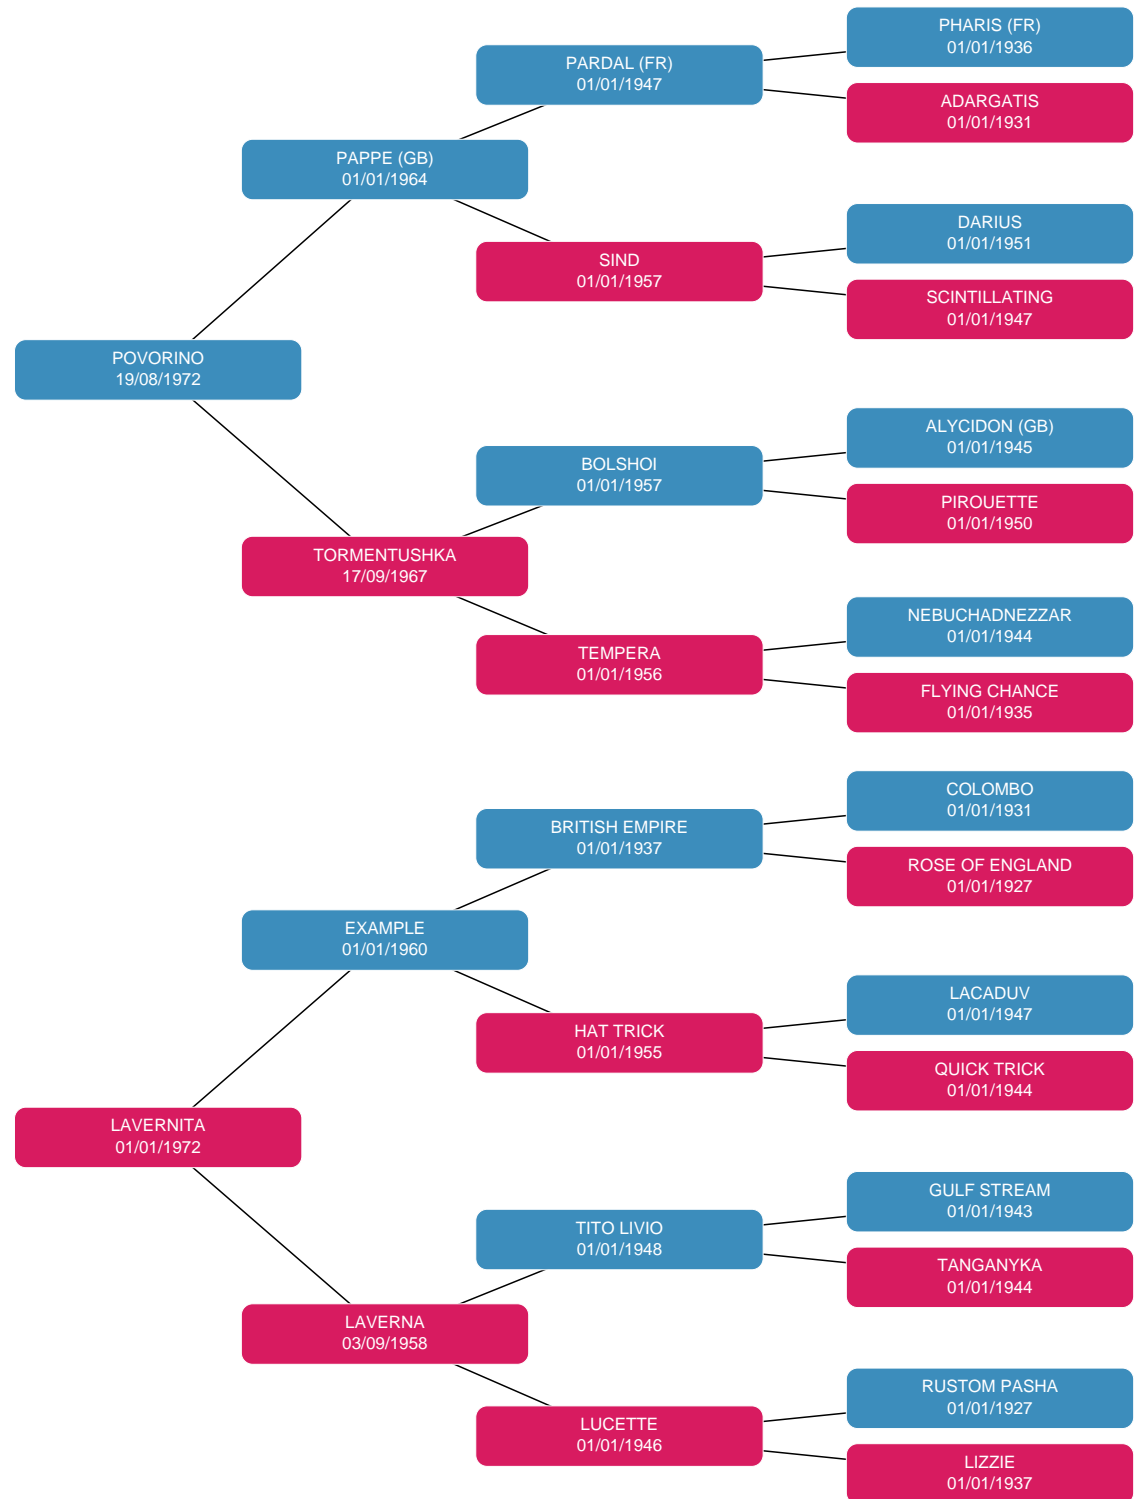 PHARIS (FR)
01/01/1936
PARDAL (FR)
01/01/1947
ADARGATIS
01/01/1931
PAPPE (GB)
01/01/1964
DARIUS
01/01/1951
SIND
01/01/1957
SCINTILLATING
01/01/1947
POVORINO
19/08/1972
ALYCIDON (GB)
01/01/1945
BOLSHOI
01/01/1957
PIROUETTE
01/01/1950
TORMENTUSHKA
17/09/1967
NEBUCHADNEZZAR
01/01/1944
TEMPERA
01/01/1956
FLYING CHANCE
01/01/1935
COLOMBO
01/01/1931
BRITISH EMPIRE
01/01/1937
ROSE OF ENGLAND
01/01/1927
EXAMPLE
01/01/1960
LACADUV
01/01/1947
HAT TRICK
01/01/1955
QUICK TRICK
01/01/1944
LAVERNITA
01/01/1972
GULF STREAM
01/01/1943
TITO LIVIO
01/01/1948
TANGANYKA
01/01/1944
LAVERNA
03/09/1958
RUSTOM PASHA
01/01/1927
LUCETTE
01/01/1946
LIZZIE
01/01/1937